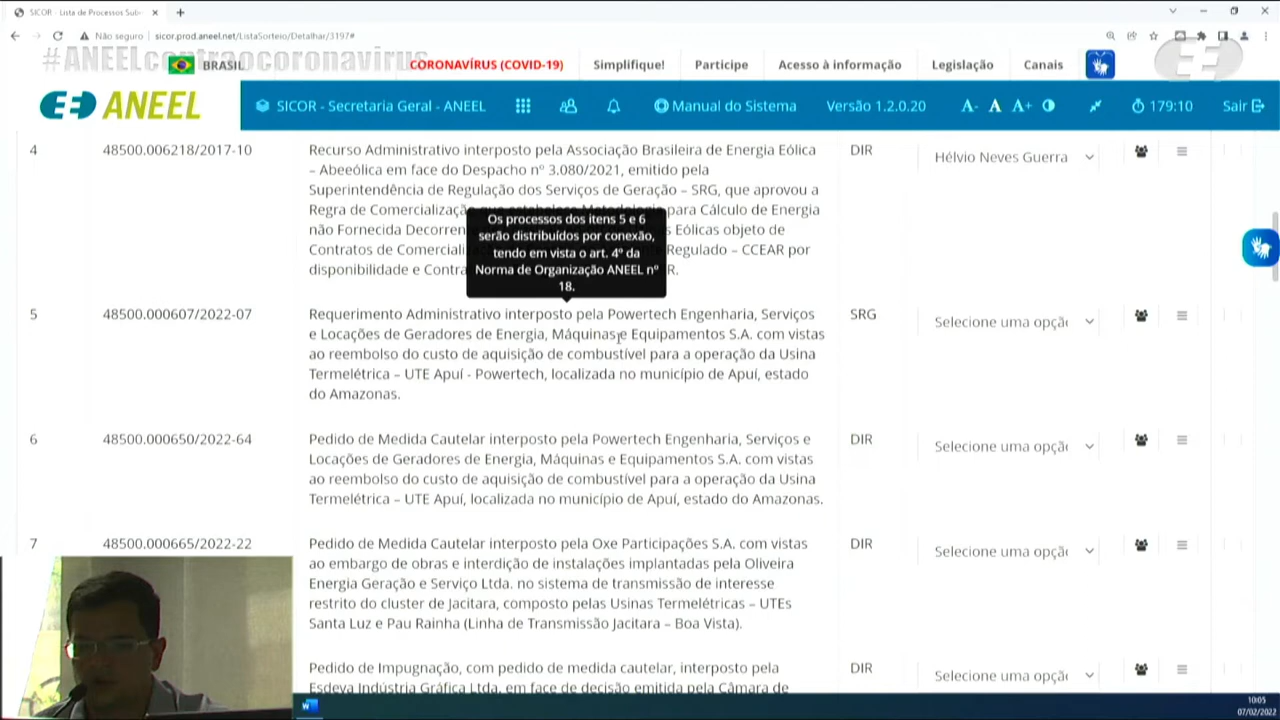 SICOR - Lista de Processos Sub
Não seguro
sicor.prod.aneel.net/ListaSorteio/Detalhar/3197#
#ANEELcontraocoronavírus
BRASIL
CORONAVÍRUS (COVID-19)
Simplifique!
Participe
Acesso à informação
Legislação
Canais
ANEEL
SICOR - Secretaria Geral - ANEEL
Manual do Sistema
Versão 1.2.0.20
A-
A
A+
179:10
Sair
4
48500.006218/2017-10
Recurso Administrativo interposto pela Associação Brasileira de Energia Eólica
– Abeeólica em face do Despacho nº 3.080/2021, emitido pela
Superintendência de Regulação dos Serviços de Geração – SRG, que aprovou a
Regra de Comercializaçã
para Cálculo de Energia
não Fornecida Decorren
s Eólicas objeto de
Contratos de Comerciali
Regulado – CCEAR por
disponibilidade e Contra
R.
DIR
Hélvio Neves Guerra
Os processos dos itens 5 e 6
serão distribuídos por conexão,
tendo em vista o art. 4º da
Norma de Organização ANEEL nº
18.
5
48500.000607/2022-07
Requerimento Administrativo interposto pela Powertech Engenharia, Serviços
e Locações de Geradores de Energia, Máquinas e Equipamentos S.A. com vistas
ao reembolso do custo de aquisição de combustível para a operação da Usina
Termelétrica – UTE Apuí - Powertech, localizada no município de Apuí, estado
do Amazonas.
SRG
Selecione uma opçã
6
48500.000650/2022-64
Pedido de Medida Cautelar interposto pela Powertech Engenharia, Serviços e
Locações de Geradores de Energia, Máquinas e Equipamentos S.A. com vistas
ao reembolso do custo de aquisição de combustível para a operação da Usina
Termelétrica – UTE Apuí, localizada no município de Apuí, estado do Amazonas.
DIR
Selecione uma opçã
7
48500.000665/2022-22
Pedido de Medida Cautelar interposto pela Oxe Participações S.A. com vistas
ao embargo de obras e interdição de instalações implantadas pela Oliveira
Energia Geração e Serviço Ltda. no sistema de transmissão de interesse
restrito do cluster de Jacitara, composto pelas Usinas Termelétricas – UTEs
Santa Luz e Pau Rainha (Linha de Transmissão Jacitara – Boa Vista).
DIR
Selecione uma opçã
Pedido de Impugnação, com pedido de medida cautelar, interposto pela
Esdeva Indústria Gráfica Ltda. em face de decisão emitida pela Câmara de
DIR
Selecione uma opçã
10:05
07/02/2022